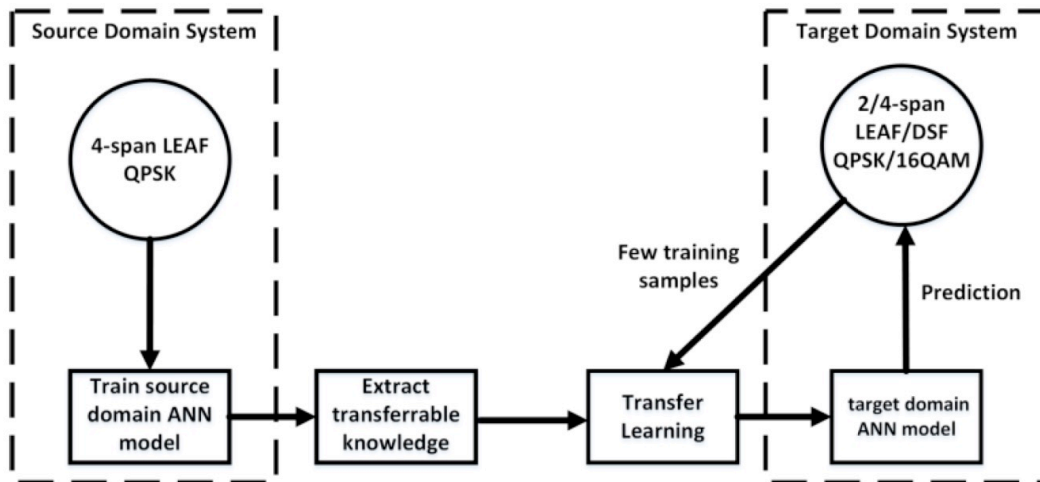 Source Domain System
4-span LEAF
QPSK
Train source
domain ANN
model
Extract
transferrable
knowledge
Few training
samples
Transfer
Learning
Target Domain System
2/4-span
LEAF/DSF
QPSK/16QAM
Prediction
target domain
ANN model